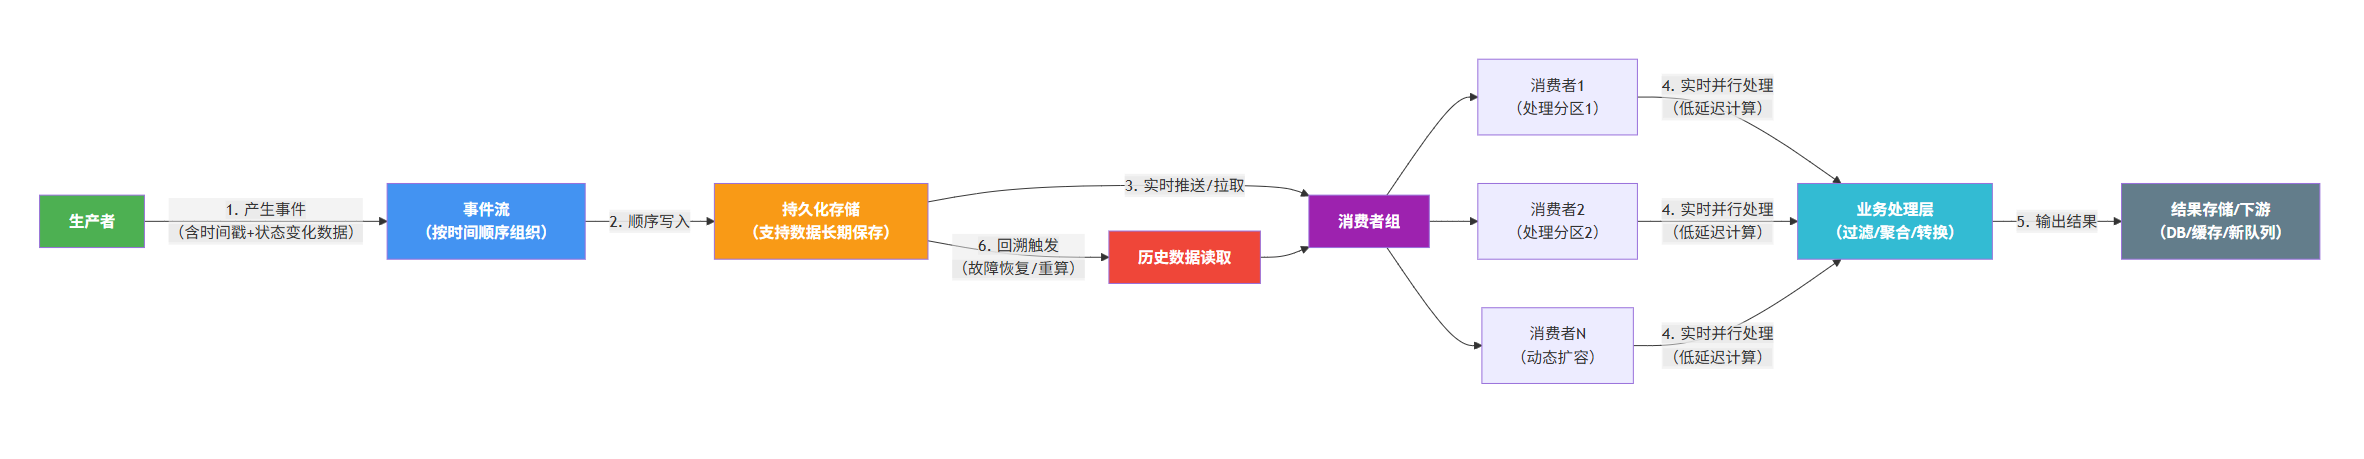 生产者
1. 产生事件
（含时间戳+状态变化数据）
事件流
（按时间顺序组织）
2. 顺序写入
持久化存储
（支持数据长期保存）
3. 实时推送/拉取
6. 回溯触发
（故障恢复/重算）
历史数据读取
消费者组
消费者1
（处理分区1）
消费者2
（处理分区2）
消费者N
（动态扩容）
4. 实时并行处理
（低延迟计算）
4. 实时并行处理
（低延迟计算）
4. 实时并行处理
（低延迟计算）
业务处理层
（过滤/聚合/转换）
5. 输出结果
结果存储/下游
（DB/缓存/新队列）